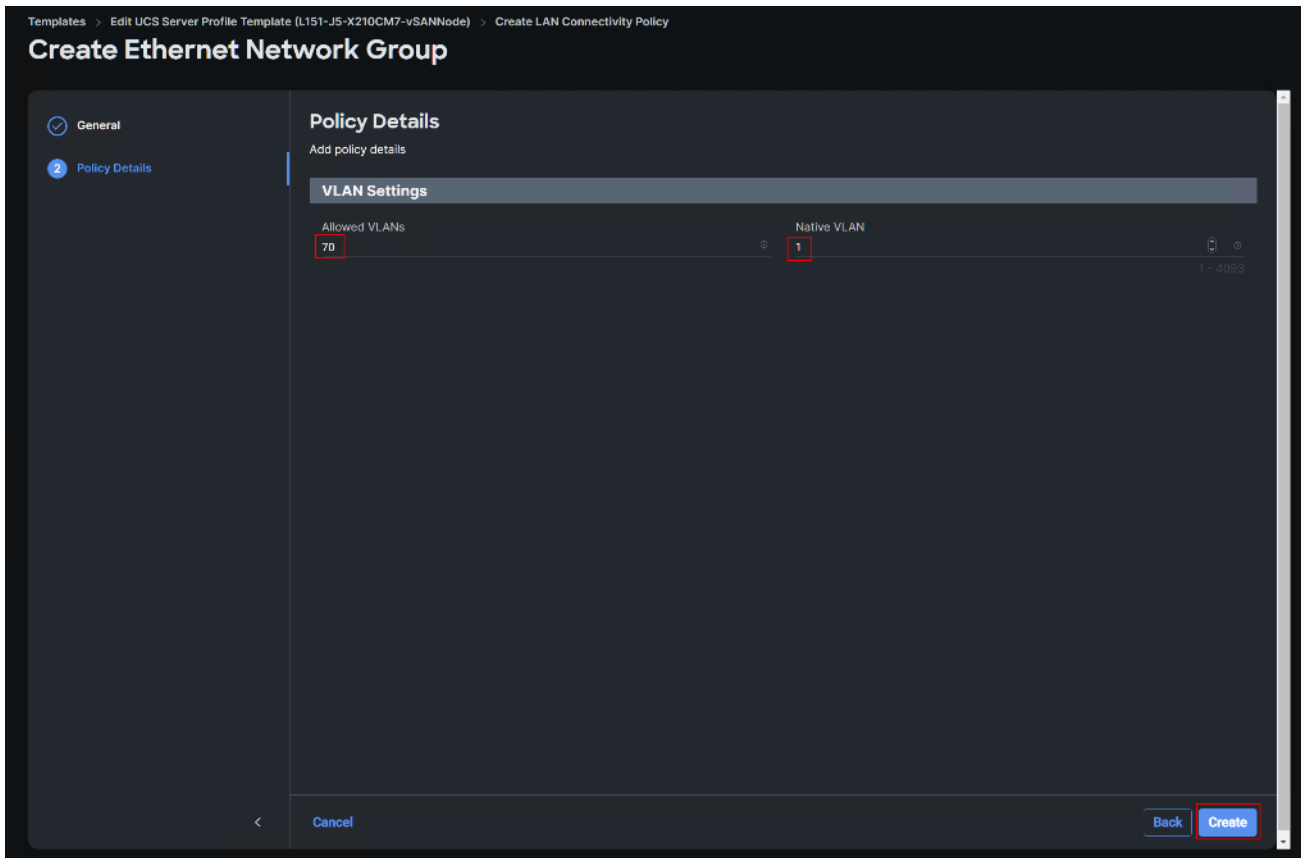 Templates > Edit UCS Server Profile Template (L151-J5-X210CM7-vSANNode) > Create LAN Connectivity Policy
Create Ethernet Network Group
General
Policy Details
Add policy details
2 Policy Details
VLAN Settings
Allowed VLANs
70
Native VLAN
1
1 - 4093
<
Cancel
Back
Create